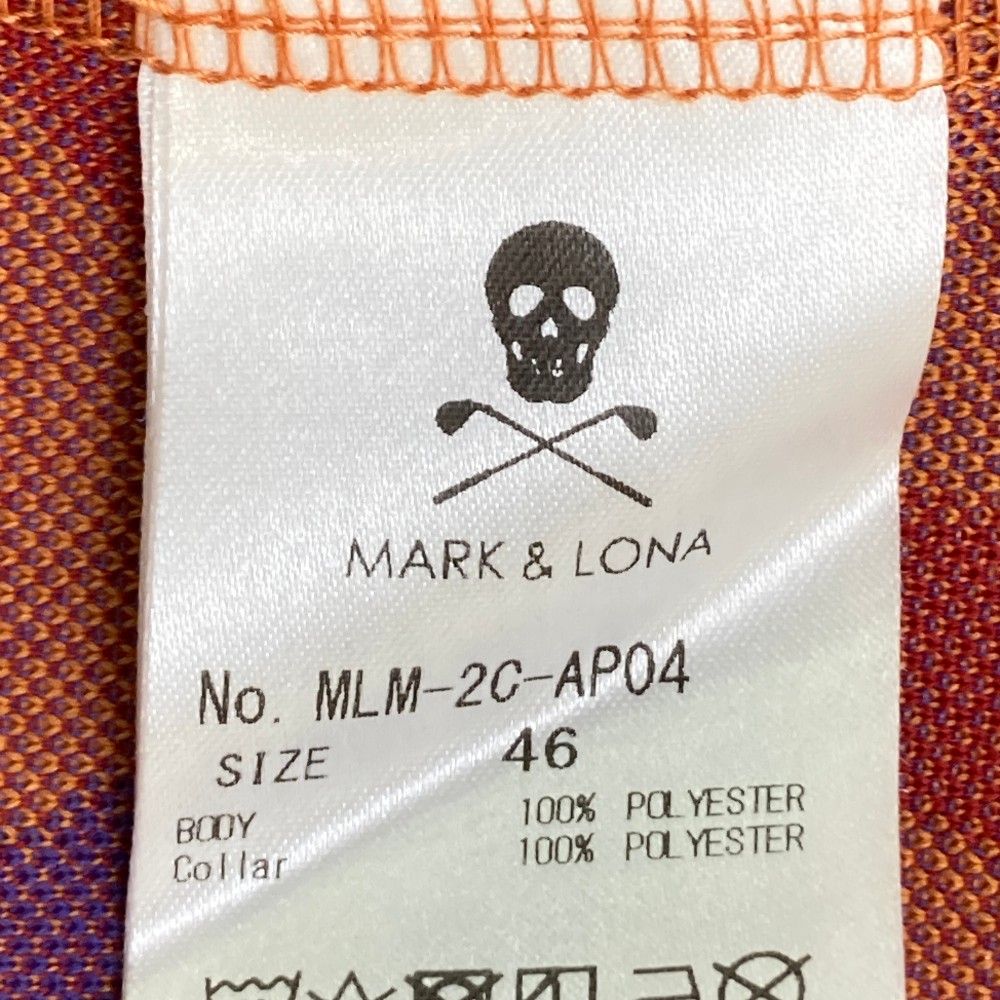 MARK & LONA
No. MLM-2C-AP04
SIZE 46
BODY 100% POLYESTER
Collar 100% POLYESTER